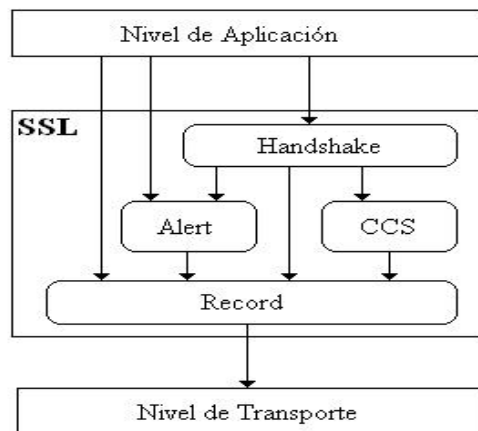 Nivel de Aplicación
SSL
Handshake
Alert
CCS
Record
Nivel de Transporte